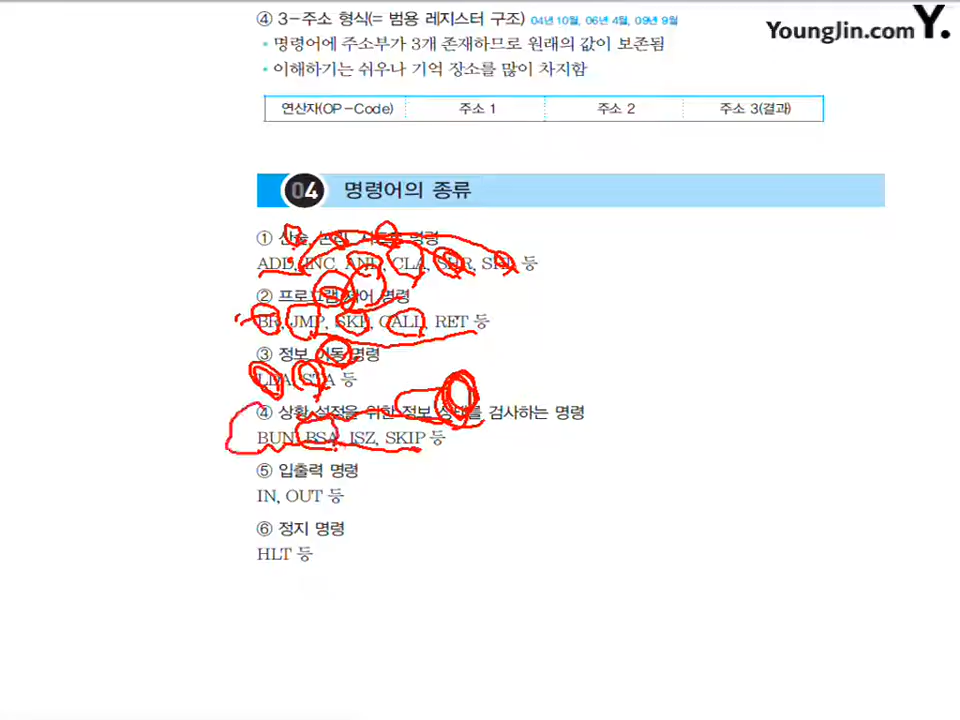 ④ 3-주소 형식(= 범용 레지스터 구조) 04년 10월, 06년 4월, 09년 9월
YoungJin.com Y.
• 명령어에 주소부가 3개 존재하므로 원래의 값이 보존됨
• 이해하기는 쉬우나 기억 장소를 많이 차지함
연산자(OP-Code) 주소 1 주소 2 주소 3(결과)
04 명령어의 종류
① 산술, 논리, 명령
ADD, INC, AND, CLA, SHR, 등
② 프로그램 제어 명령
BR, JMP, SKP, CALL, RET 등
③ 정보 이동 명령
LDA, STA 등
④ 상황 설정을 위한 정보 상태를 검사하는 명령
BUN, BSA, ISZ, SKIP 등
⑤ 입출력 명령
IN, OUT 등
⑥ 정지 명령
HLT 등